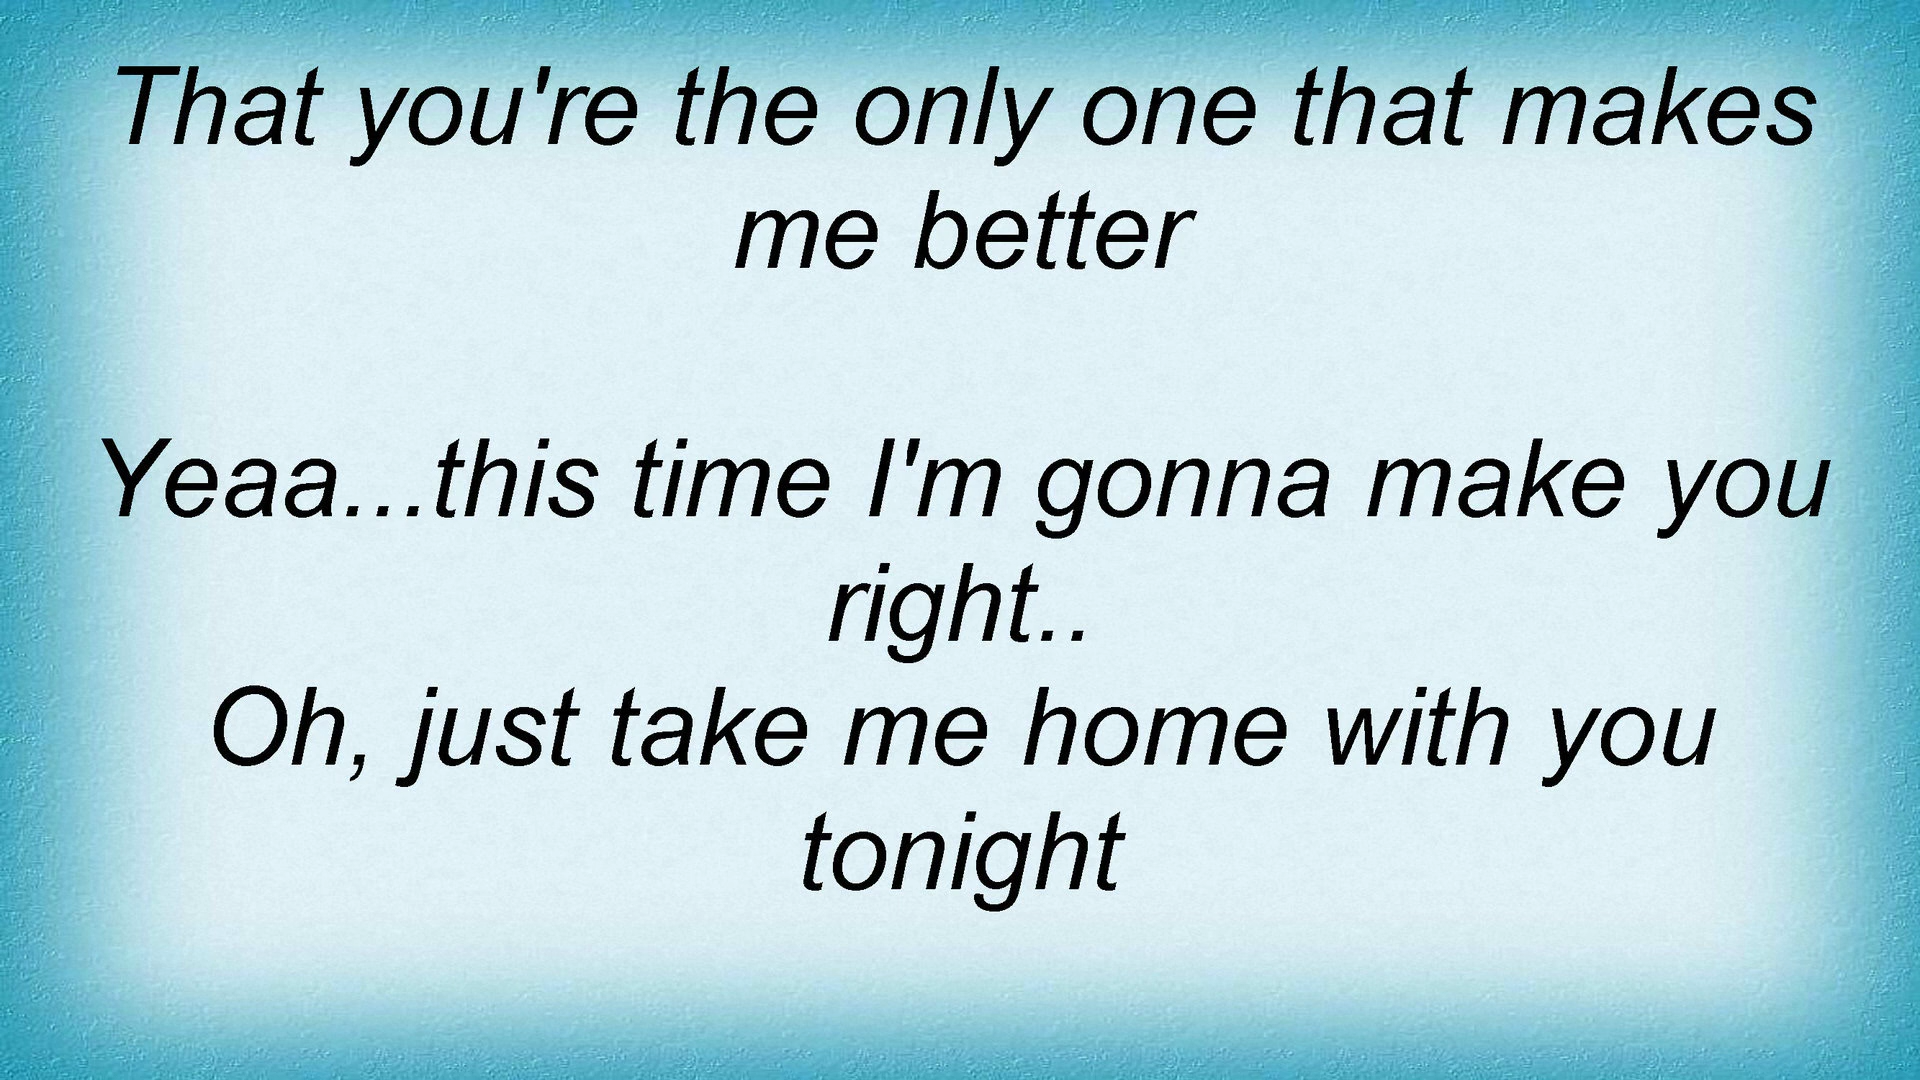 That you're the only one that makes
me better
Yeaa...this time I'm gonna make you
right..
Oh, just take me home with you
tonight